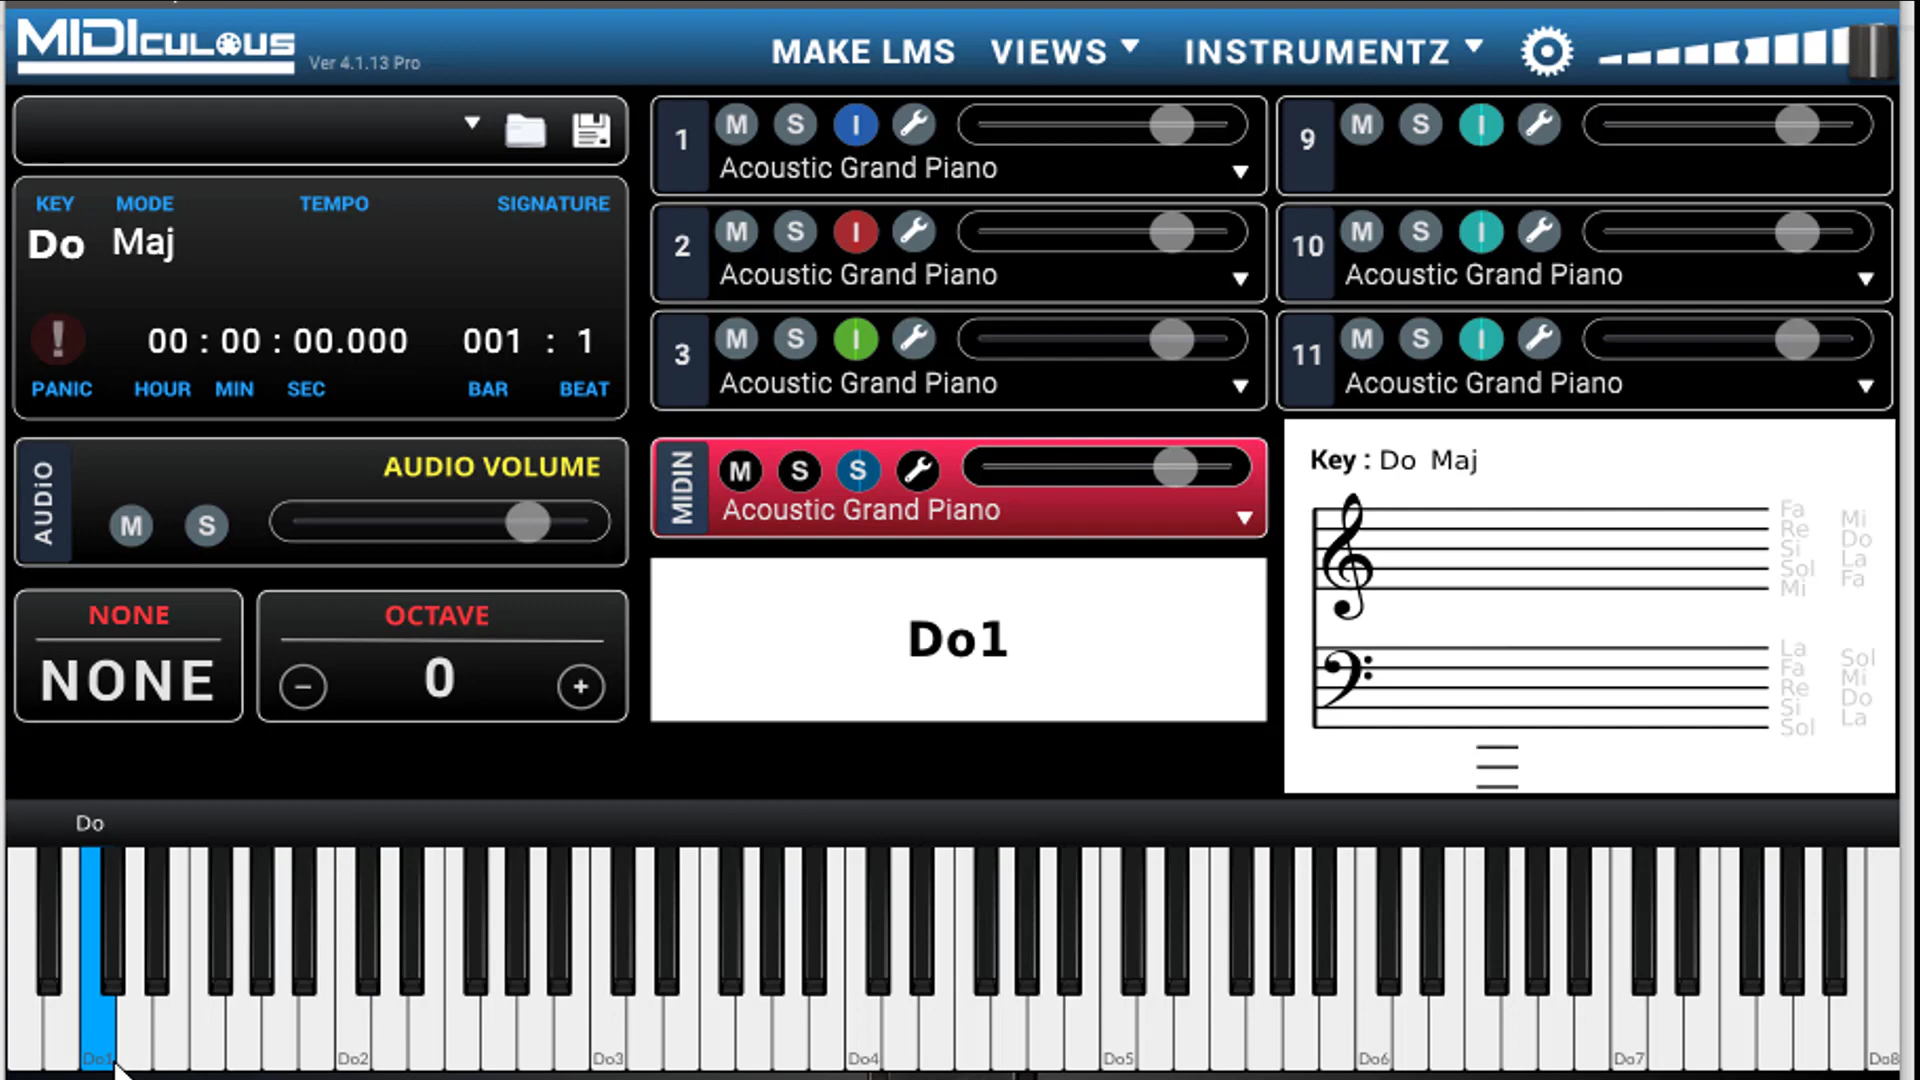 MIDIculous Ver 4.1.13 Pro
MAKE LMS VIEWS INSTRUMENTZ
KEY MODE TEMPO SIGNATURE
Do Maj
! 00 : 00 : 00.000 001 : 1
PANIC HOUR MIN SEC BAR BEAT
AUDiO
AUDIO VOLUME
M S
NONE
NONE
OCTAVE
0
1 M S I
Acoustic Grand Piano
2 M S I
Acoustic Grand Piano
3 M S I
Acoustic Grand Piano
9 M S I
10 M S I
Acoustic Grand Piano
11 M S I
Acoustic Grand Piano
MIDIN M S S
Acoustic Grand Piano
Do1
Key : Do Maj
Fa
Mi
Re
Do
Si
La
Sol
Fa
Mi
La
Sol
Fa
Mi
Re
Do
Si
La
Sol
Do
Do1 Do2 Do3 Do4 Do5 Do6 Do7 Do8